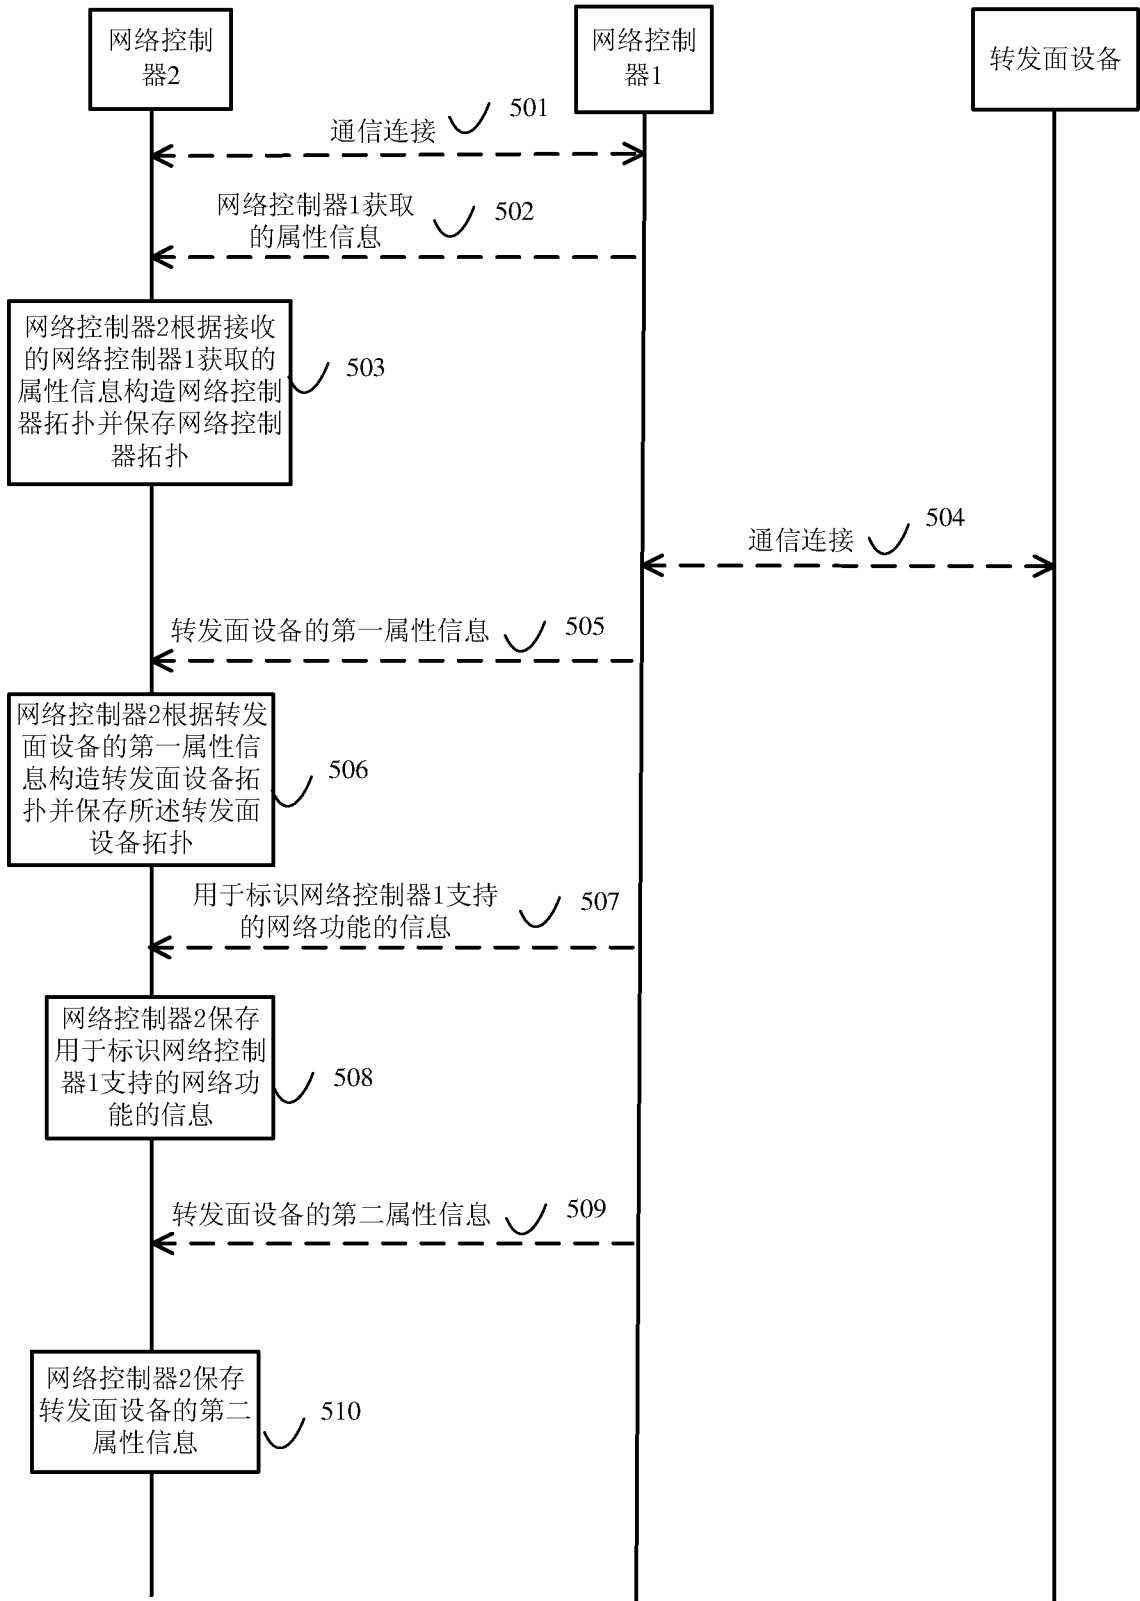 网络控制
器2
网络控制
器1
转发面设备
通信连接
501
网络控制器1获取
的属性信息
502
网络控制器2根据接收
的网络控制器1获取的
属性信息构造网络控制
器拓扑并保存网络控制
器拓扑
503
通信连接
504
转发面设备的第一属性信息
505
网络控制器2根据转发
面设备的第一属性信
息构造转发面设备拓
扑并保存所述转发面
设备拓扑
506
用于标识网络控制器1支持
的网络功能的信息
507
网络控制器2保存
用于标识网络控制
器1支持的网络功
能的信息
508
转发面设备的第二属性信息
509
网络控制器2保存
转发面设备的第二
属性信息
510